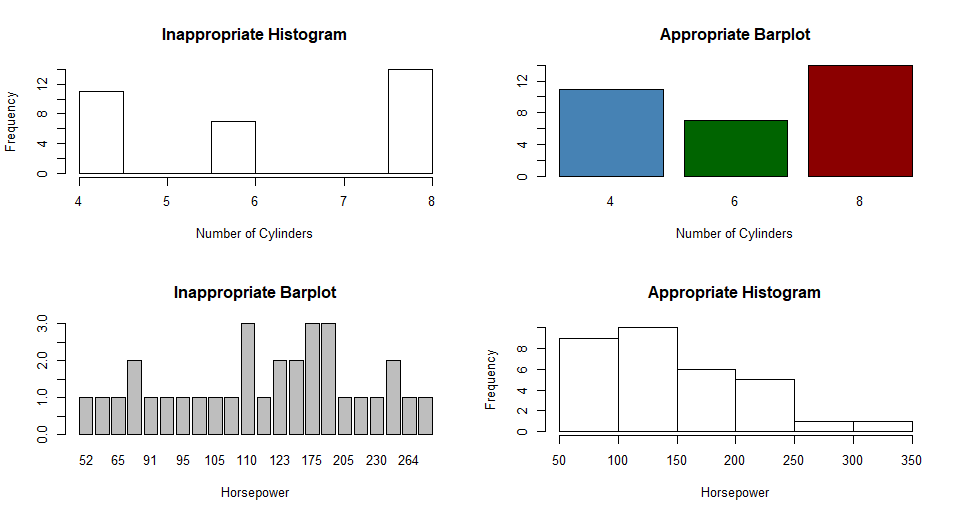 Inappropriate Histogram
Frequency
0 4 8 12
4 5 6 7 8
Number of Cylinders
Appropriate Barplot
0 4 8 12
4 6 8
Number of Cylinders
Inappropriate Barplot
0.0 1.0 2.0 3.0
52 65 91 95 105 110 123 175 205 230 264
Horsepower
Appropriate Histogram
Frequency
0 2 4 6 8
50 100 150 200 250 300 350
Horsepower